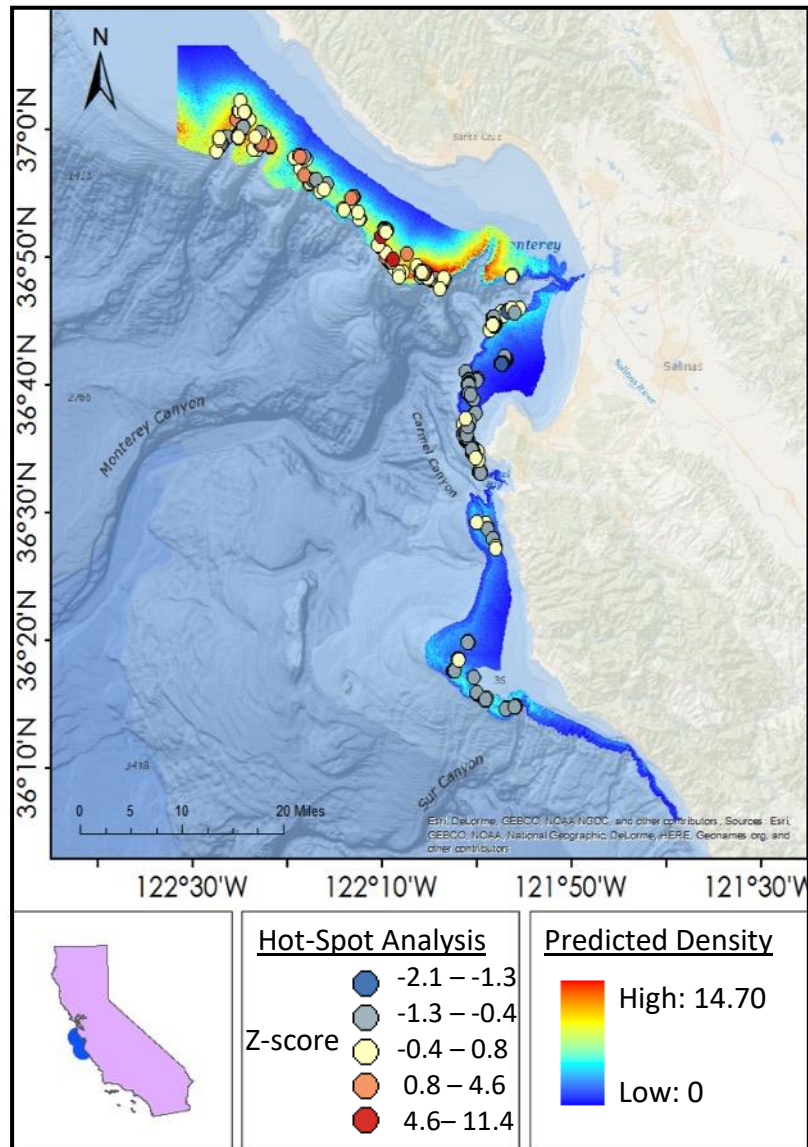 N
37°0'N
36°50'N
36°40'N
36°30'N
36°20'N
36°10'N
Santa Cruz
onterey
Salinas
Salinas River
Monterey Canyon
Carmel Canyon
36
Sur Canyon
0 5 10 20 Miles
Esri, DeLorme, GEBCO, NOAA NGDC, and other contributors, Sources: Esri,
GEBCO, NOAA, National Geographic, DeLorme, HERE, Geonames.org, and
other contributors
122°30'W 122°10'W 121°50'W 121°30'W
Hot-Spot Analysis
Z-score
-2.1 – -1.3
-1.3 – -0.4
-0.4 – 0.8
0.8 – 4.6
4.6– 11.4
Predicted Density
High: 14.70
Low: 0